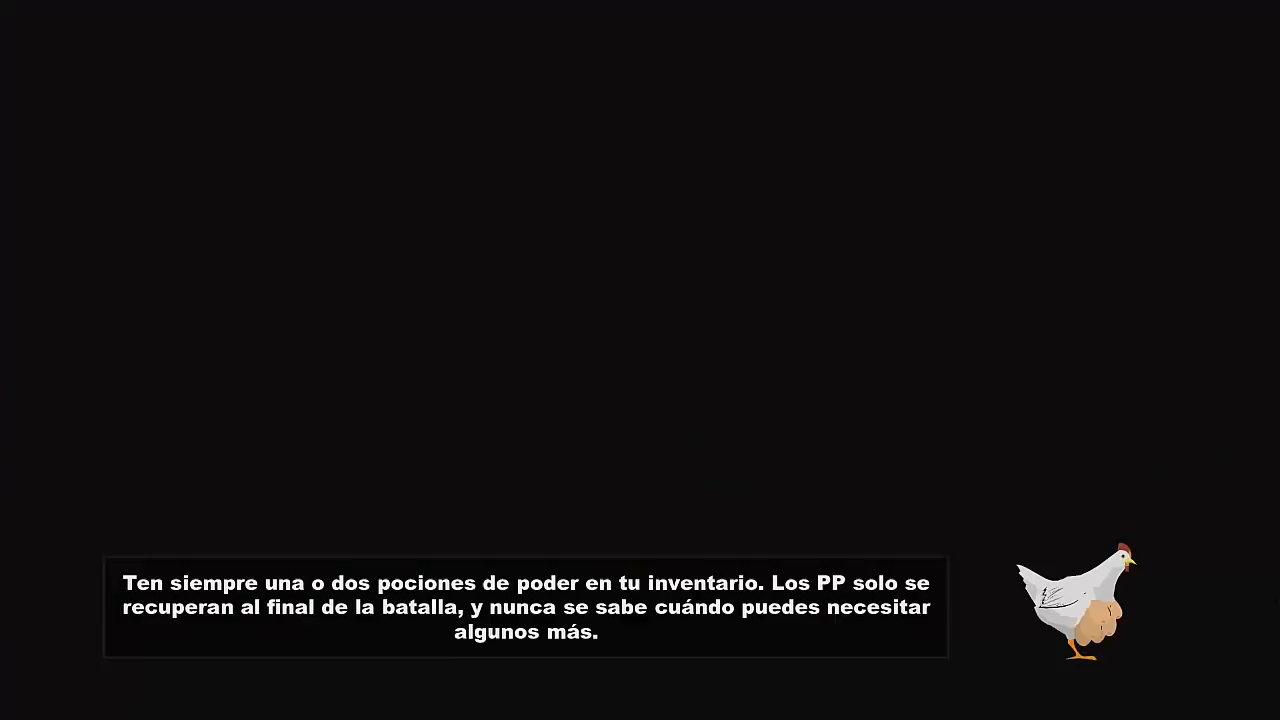 Ten siempre una o dos pociones de poder en tu inventario. Los PP solo se
recuperan al final de la batalla, y nunca se sabe cuándo puedes necesitar
algunos más.